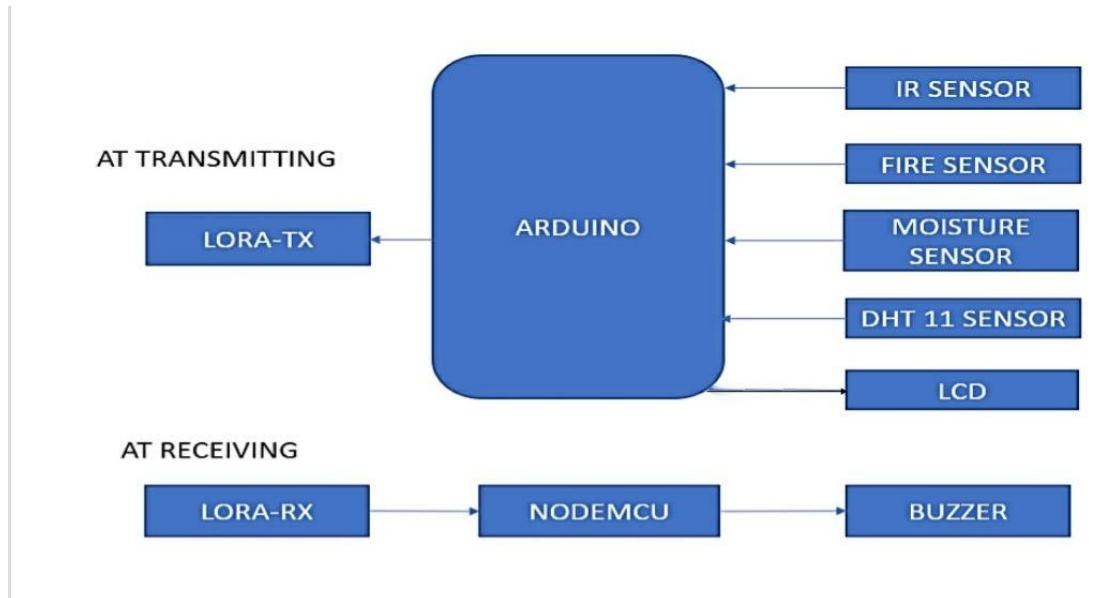 IR SENSOR
FIRE SENSOR
AT TRANSMITTING
LORA-TX
ARDUINO
MOISTURE
SENSOR
DHT 11 SENSOR
LCD
AT RECEIVING
LORA-RX
NODEMCU
BUZZER